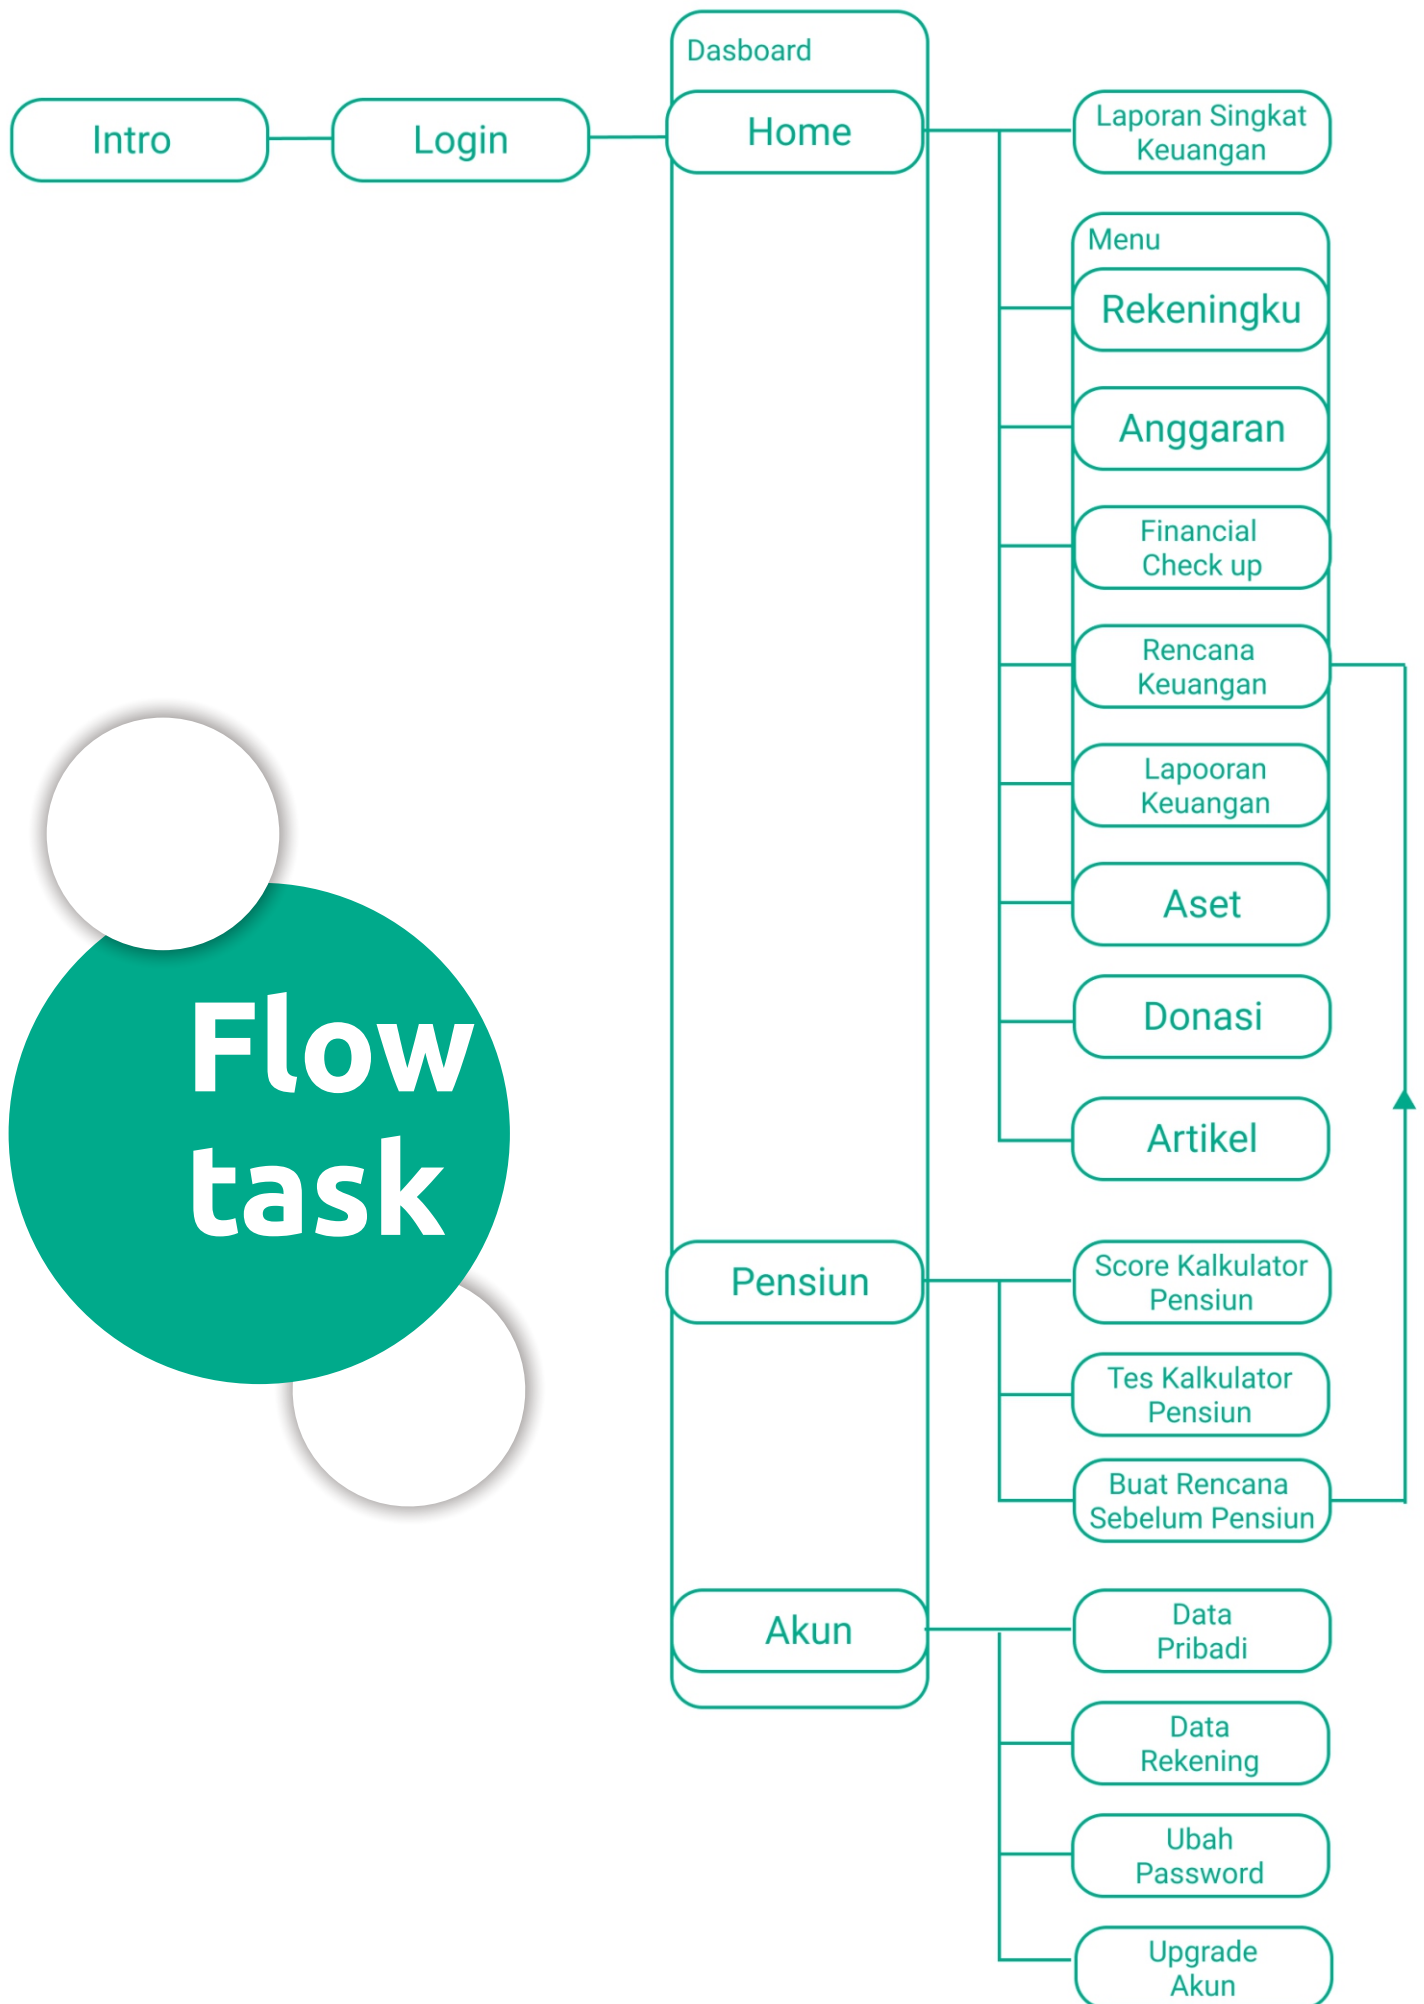 Dasboard
Intro
Login
Home
Laporan Singkat
Keuangan
Menu
Rekeningku
Anggaran
Financial
Check up
Rencana
Keuangan
Lapooran
Keuangan
Aset
Donasi
Artikel
Flow
task
Pensiun
Score Kalkulator
Pensiun
Tes Kalkulator
Pensiun
Buat Rencana
Sebelum Pensiun
Akun
Data
Pribadi
Data
Rekening
Ubah
Password
Upgrade
Akun